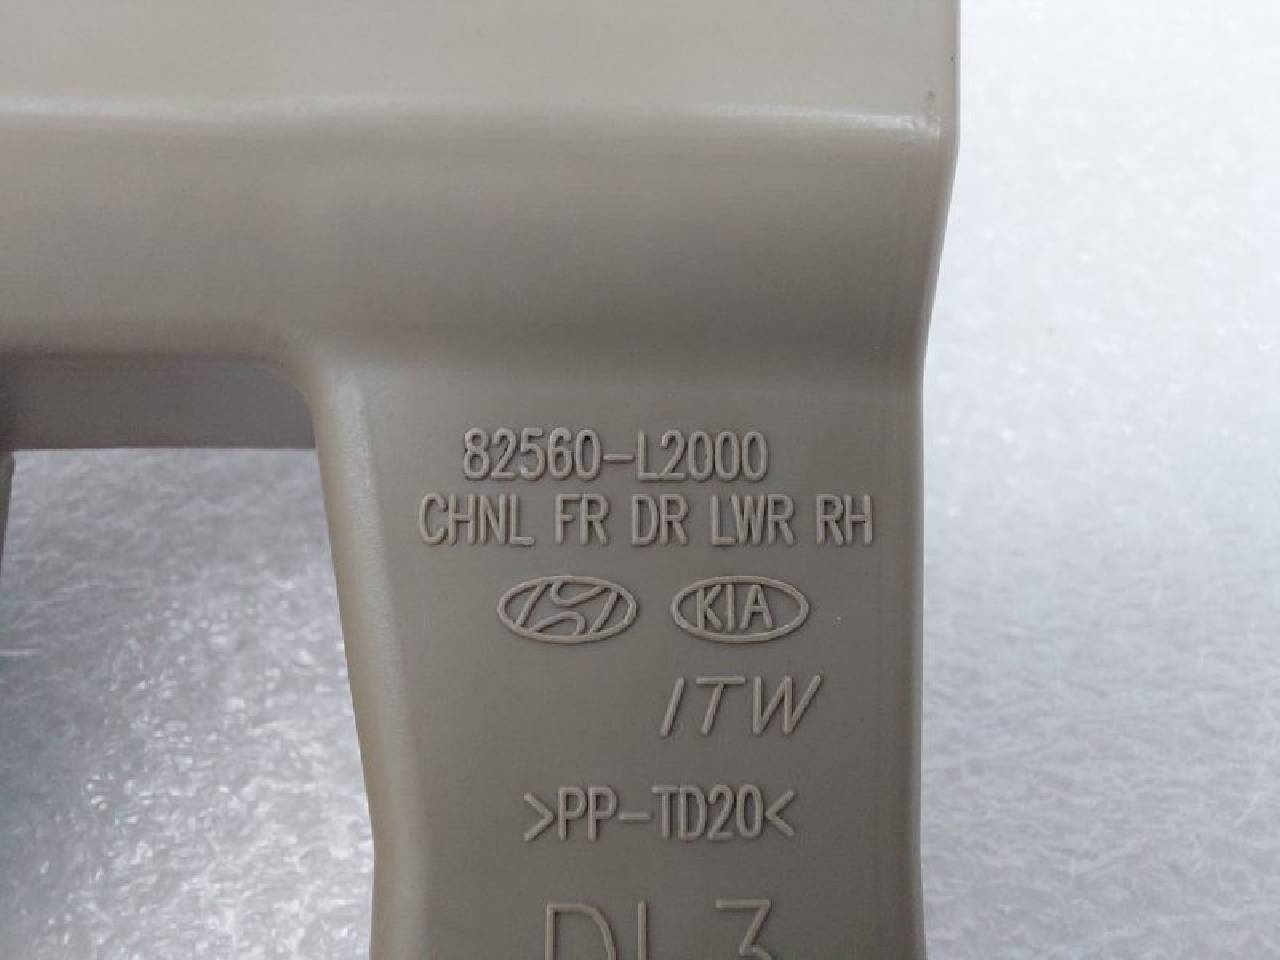 82560-L2000
CHNL FR DR LWR RH
KIA
ITW
>PP-TD20<
DL3